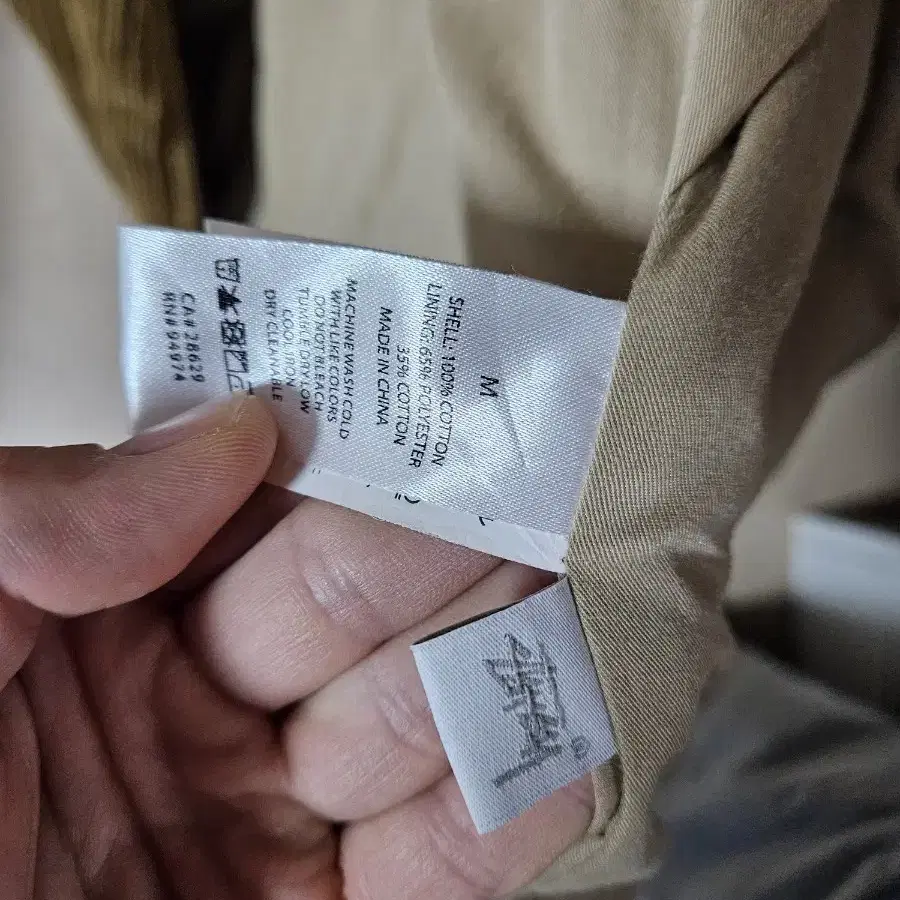 M
SHELL: 100% COTTON
LINING: 65% POLYESTER
35% COTTON
MADE IN CHINA
MACHINE WASH COLD
WITH LIKE COLORS
DO NOT BLEACH
TUMBLE DRY LOW
COOL IRON
DRY CLEANABLE
CA# 28629
RN# 94974
Stüssy
®